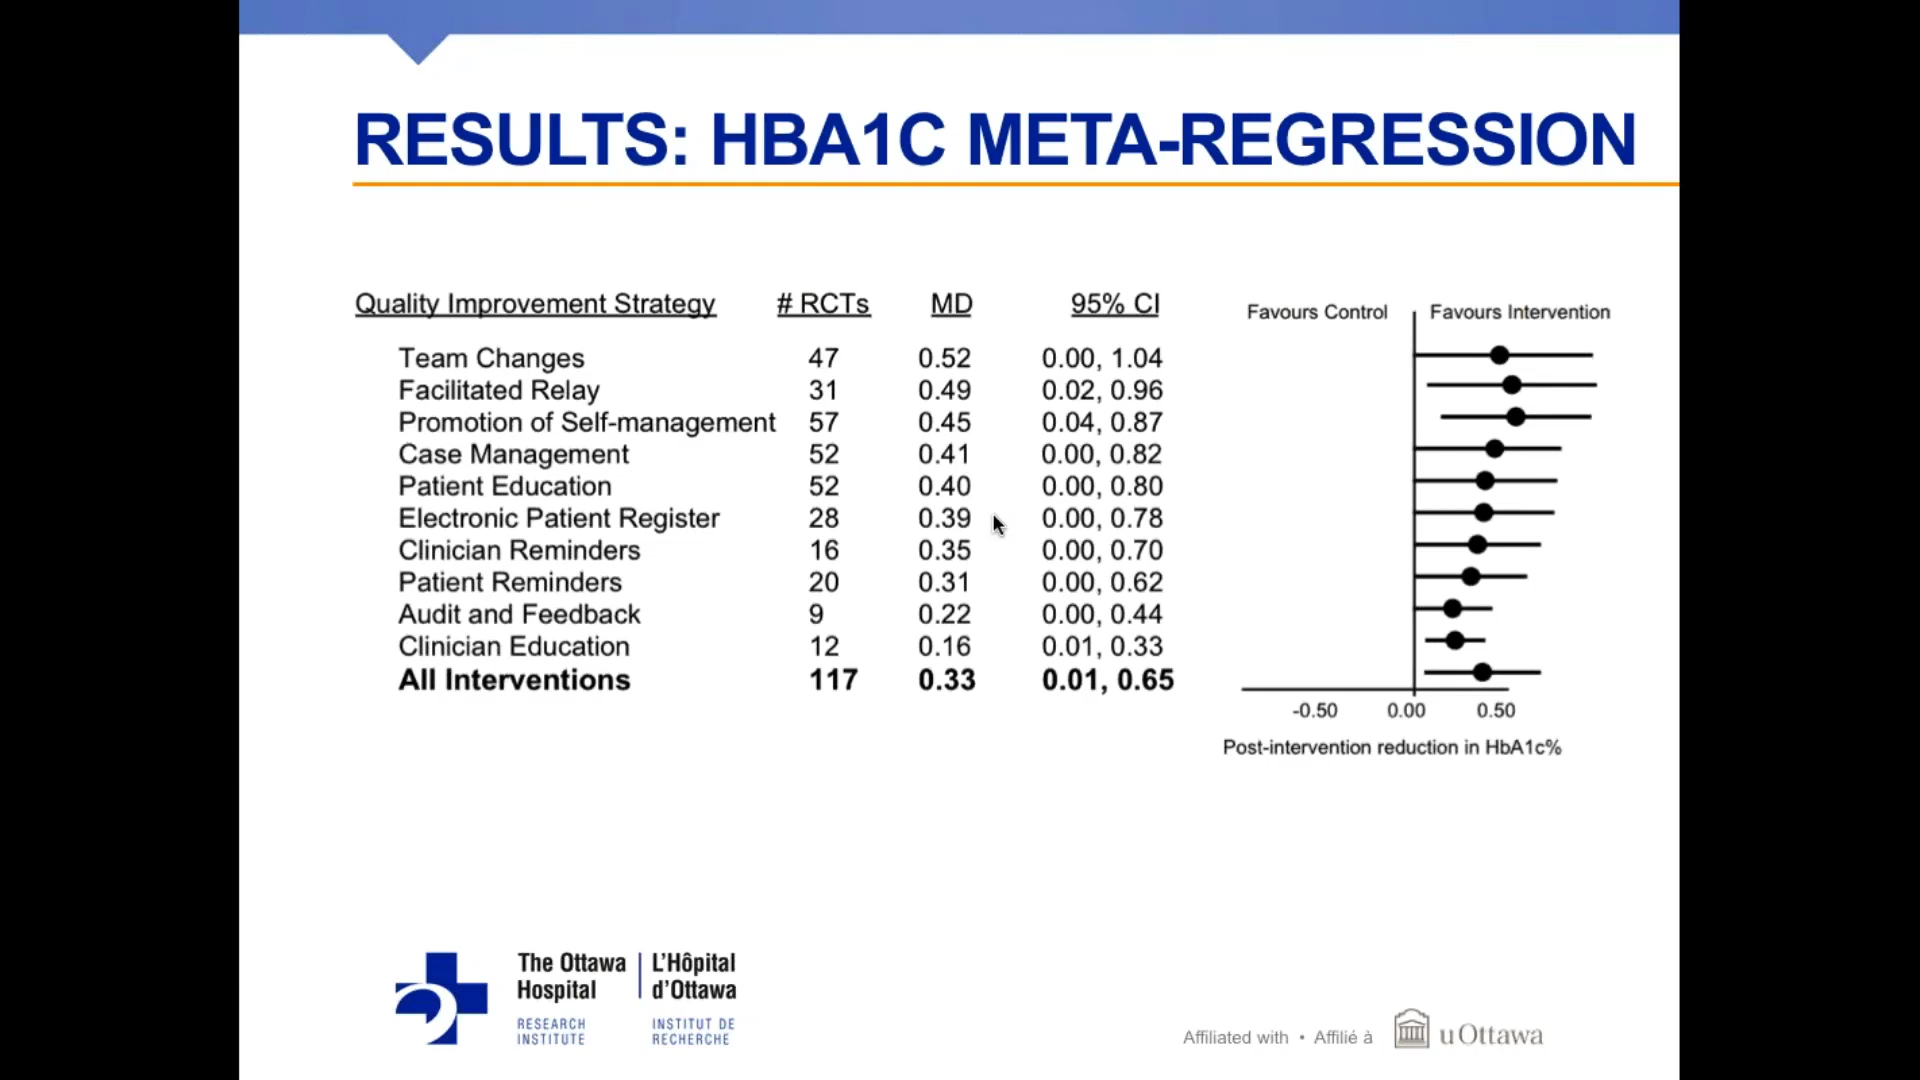 RESULTS: HBA1C META-REGRESSION
Quality Improvement Strategy # RCTs MD 95% CI
Team Changes 47 0.52 0.00, 1.04
Facilitated Relay 31 0.49 0.02, 0.96
Promotion of Self-management 57 0.45 0.04, 0.87
Case Management 52 0.41 0.00, 0.82
Patient Education 52 0.40 0.00, 0.80
Electronic Patient Register 28 0.39 0.00, 0.78
Clinician Reminders 16 0.35 0.00, 0.70
Patient Reminders 20 0.31 0.00, 0.62
Audit and Feedback 9 0.22 0.00, 0.44
Clinician Education 12 0.16 0.01, 0.33
All Interventions 117 0.33 0.01, 0.65
Favours Control Favours Intervention
-0.50 0.00 0.50
Post-intervention reduction in HbA1c%
The Ottawa
Hospital
RESEARCH
INSTITUTE
L'Hôpital
d'Ottawa
INSTITUT DE
RECHERCHE
Affiliated with • Affilié à
uOttawa